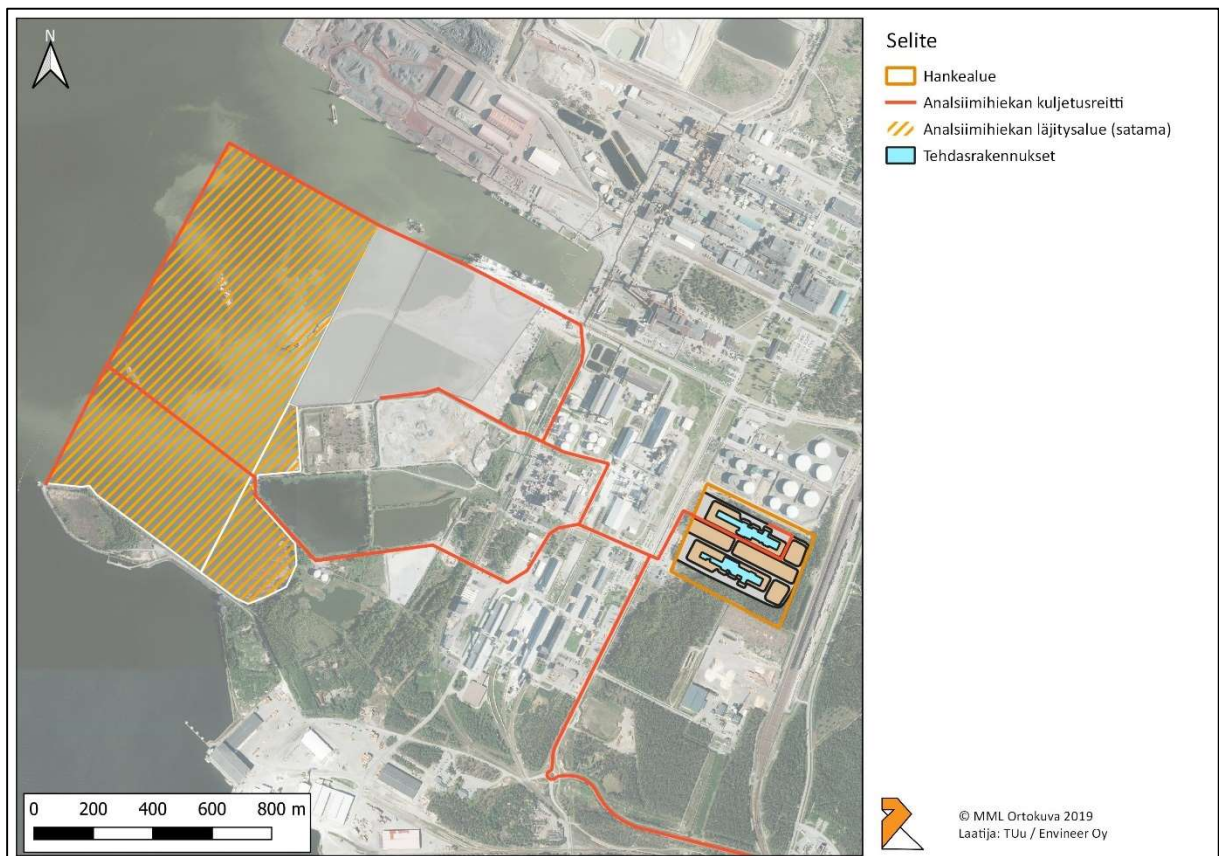 N
Selite
Hankealue
Analsiimihiekan kuljetusreitti
Analsiimihiekan läjitysalue (satama)
Tehdasrakennukset
0 200 400 600 800 m
© MML Ortokuva 2019
Laatija: TUu / Envineer Oy